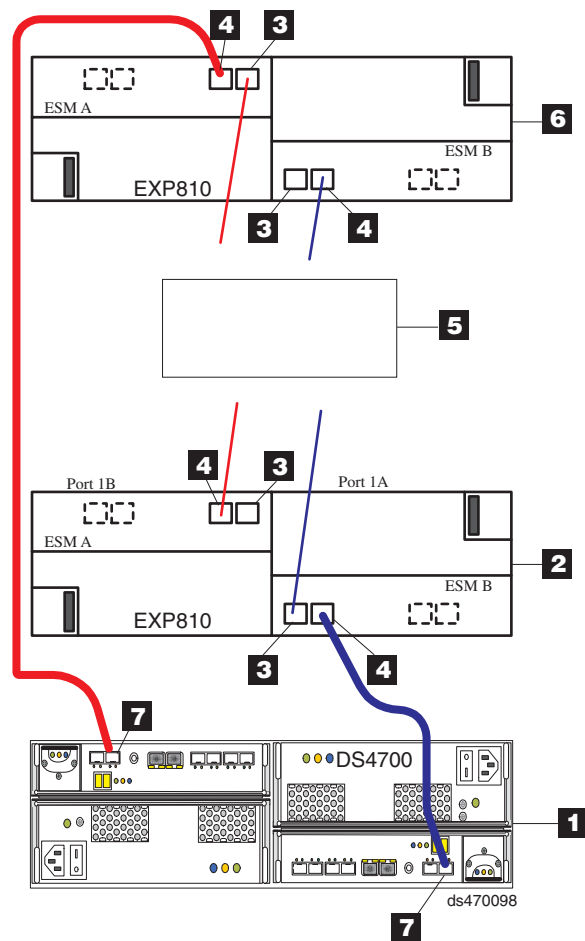 4 3
ESM A
6
ESM B
EXP810
3 4
5
4 3
Port 1B Port 1A
ESM A
2
ESM B
EXP810
3 4
7
DS4700
1
7
ds470098